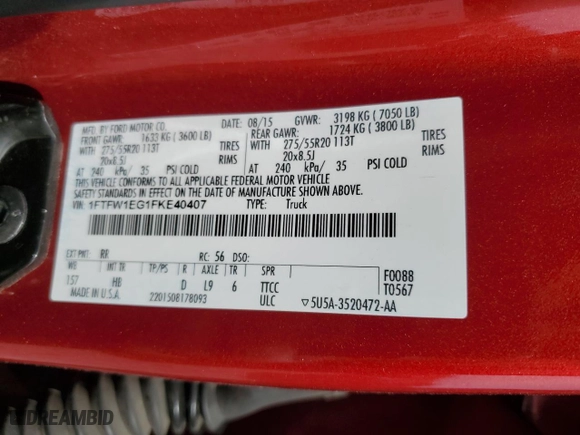 MFD. BY FORD MOTOR CO.
DATE: 08/15 GVWR: 3198 KG ( 7050 LB)
FRONT GAWR: 1633 KG ( 3600 LB) REAR GAWR: 1724 KG ( 3800 LB)
WITH 275/55R20 113T TIRES WITH 275/55R20 113T TIRES
20x8.5J RIMS 20x8.5J RIMS
AT 240 kPa/ 35 PSI COLD AT 240 kPa/ 35 PSI COLD
THIS VEHICLE CONFORMS TO ALL APPLICABLE FEDERAL MOTOR VEHICLE
SAFETY STANDARDS IN EFFECT ON THE DATE OF MANUFACTURE SHOWN ABOVE.
VIN: 1FTFW1EG1FKE40407 TYPE: Truck
EXT PNT: RR RC: 56
WB INT TR TP/PS R AXLE TR SPR F0088
157 HB D L9 6 TTCC T0567
MADE IN U.S.A. 2201508178093 ULC ▽5U5A-3520472-AA
DREAMBID